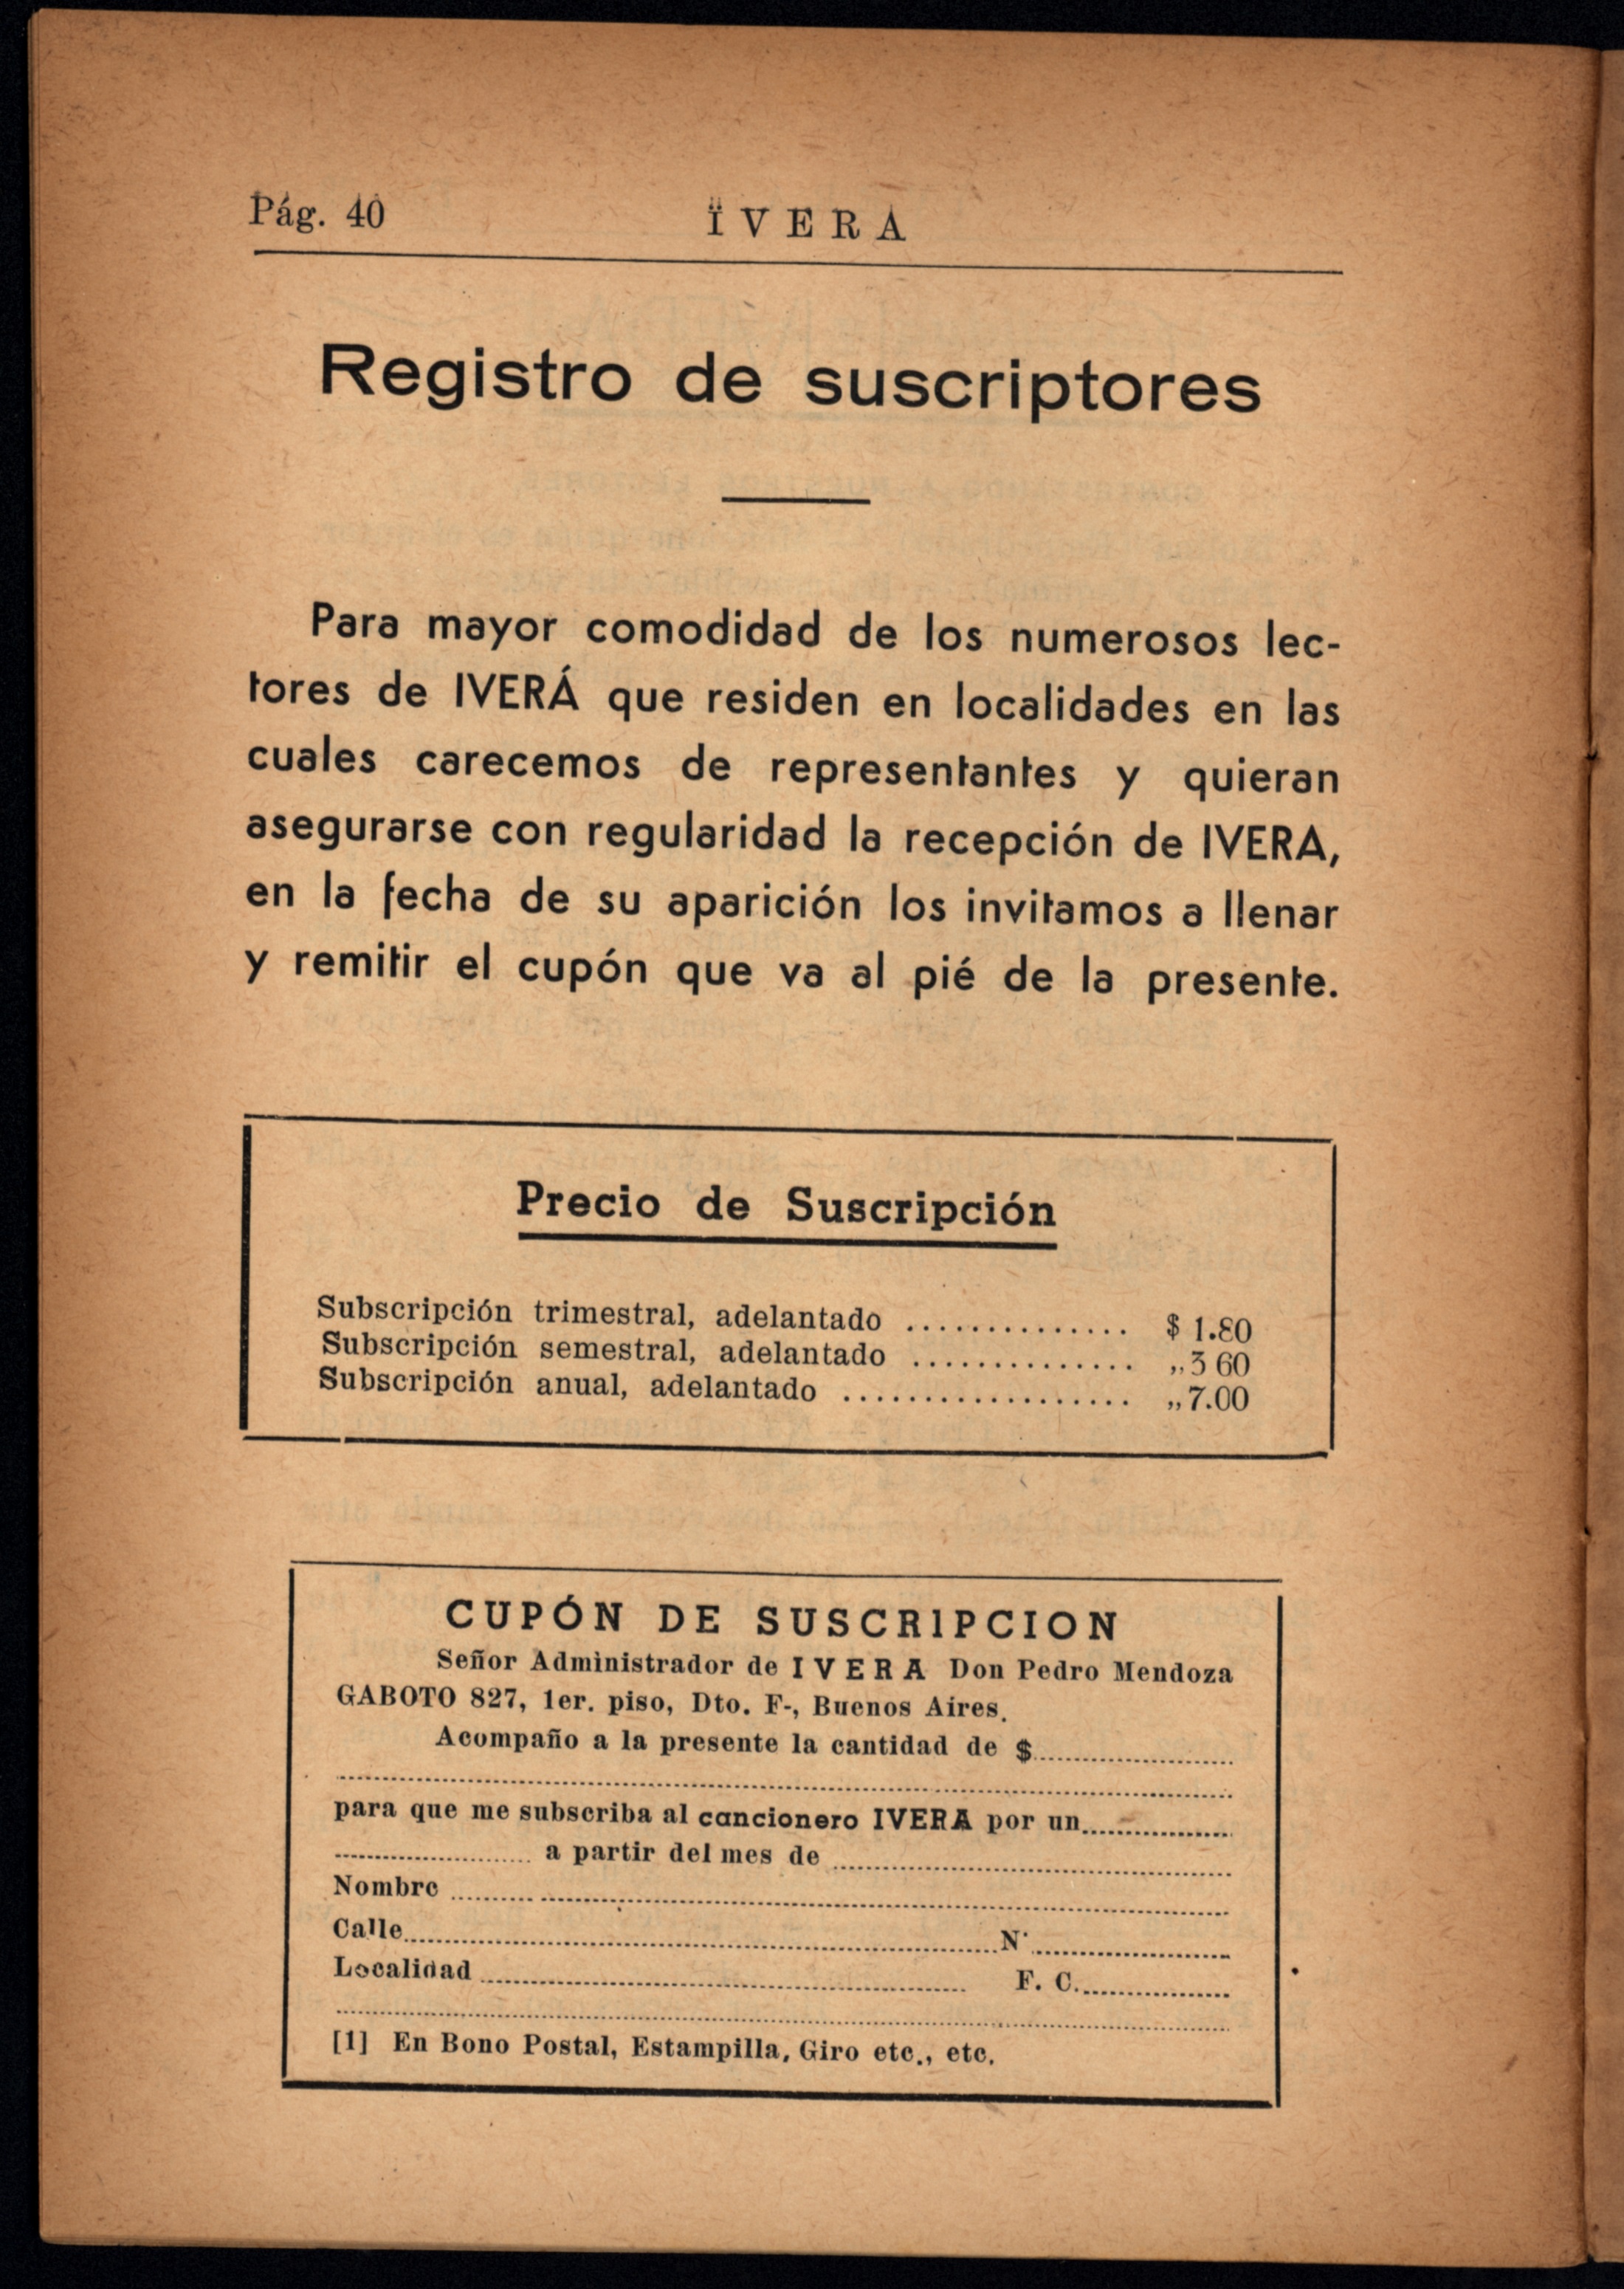 Pág. 40
ÏVERA
Registro de suscriptores
Para mayor comodidad de los numerosos lec-
tores de IVERÁ que residen en localidades en las
cuales carecemos de representantes y quieran
asegurarse con regularidad la recepción de IVERA,
en la fecha de su aparición los invitamos a llenar
y remitir el cupón que va al pié de la presente.
Precio de Suscripción
Subscripción trimestral, adelantado .............. $ 1.80
Subscripción semestral, adelantado .............. ,, 3 60
Subscripción anual, adelantado .................. ,, 7.00
CUPÓN DE SUSCRIPCION
Señor Administrador de IVERA Don Pedro Mendoza
GABOTO 827, 1er. piso, Dto. F-, Buenos Aires.
Acompaño a la presente la cantidad de $
para que me subscriba al cancionero IVERA por un
a partir del mes de
Nombre
Calle N·
Localidad F. C.
[1] En Bono Postal, Estampilla, Giro etc., etc.